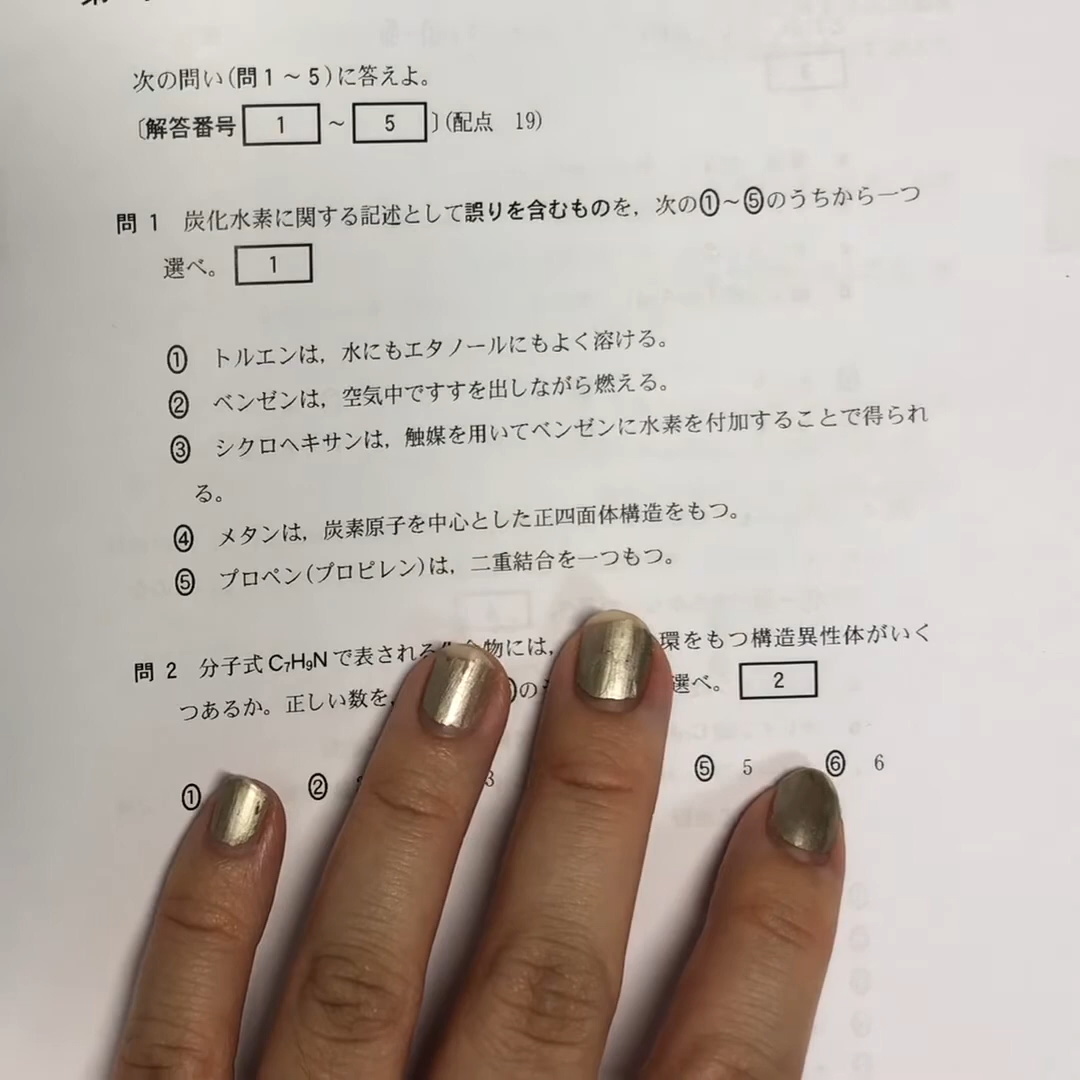 次の問い(問1～5)に答えよ。
〔解答番号 1 ～ 5 〕(配点 19)
問 1 炭化水素に関する記述として誤りを含むものを，次の①～⑤のうちから一つ
選べ。 1
① トルエンは，水にもエタノールにもよく溶ける。
② ベンゼンは，空気中ですすを出しながら燃える。
③ シクロヘキサンは，触媒を用いてベンゼンに水素を付加することで得られ
る。
④ メタンは，炭素原子を中心とした正四面体構造をもつ。
⑤ プロペン(プロピレン)は，二重結合を一つもつ。
問 2 分子式 C₇H₉N で表される 物には， 環をもつ構造異性体がいく
つあるか。正しい数を， の 選べ。 2
① ② 3 ⑤ 5 ⑥ 6